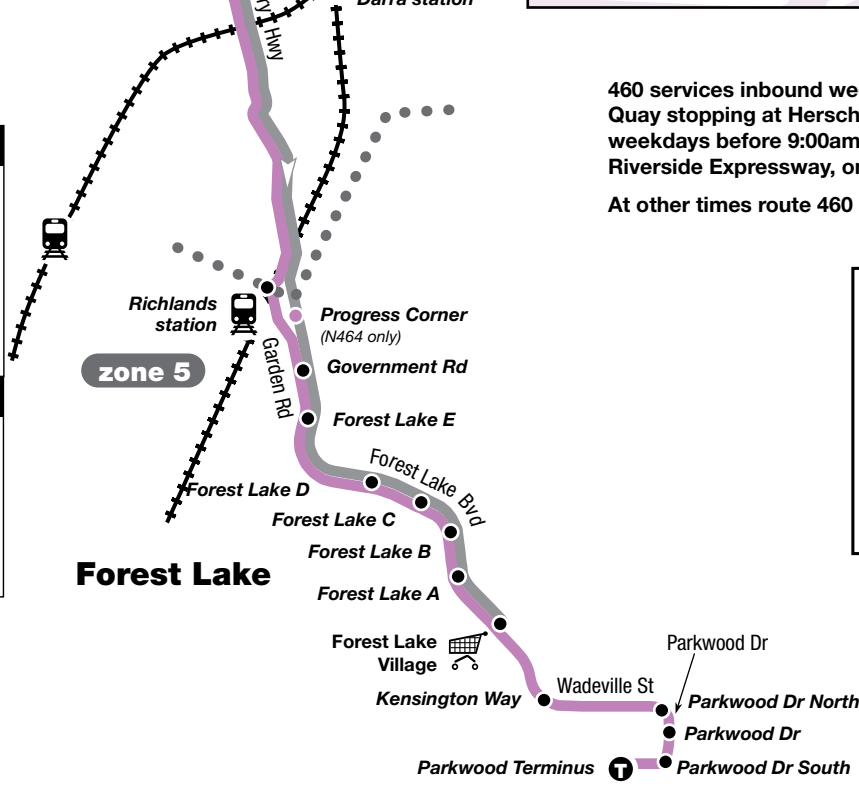 Darra station
ry Hwy
460 services inbound we
Quay stopping at Hersch
weekdays before 9:00am
Riverside Expressway, or
At other times route 460
Richlands
station
Progress Corner
(N464 only)
zone 5
Garden Rd
Government Rd
Forest Lake E
Forest Lake Bvd
Forest Lake D
Forest Lake C
Forest Lake B
Forest Lake
Forest Lake A
Forest Lake
Village
Parkwood Dr
Kensington Way
Wadeville St
Parkwood Dr North
Parkwood Dr
Parkwood Terminus
T
Parkwood Dr South